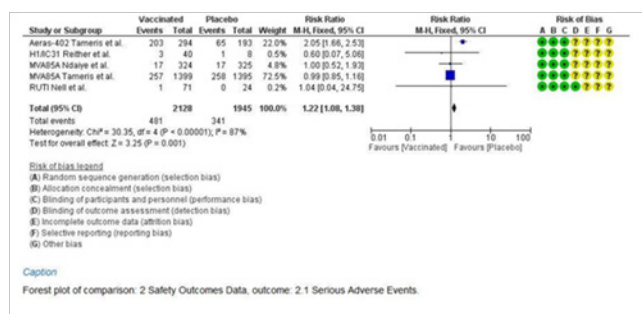 Vaccinated Placebo Risk Ratio Risk Ratio Risk of Bias
Study or Subgroup Events Total Events Total Weight M-H, Fixed, 95% CI M-H, Fixed, 95% CI A B C D E F G
Aeras-402 Tameris et al. 203 294 65 193 22.0% 2.05 [1.66, 2.53]
H1/IC31 Reither et al. 3 40 1 8 0.5% 0.60 [0.07, 5.06]
MVA85A Ndaiye et al. 17 324 17 325 4.8% 1.00 [0.52, 1.93]
MVA85A Tameris et al. 257 1399 258 1395 72.5% 0.99 [0.85, 1.16]
RUTI Nell et al. 1 71 0 24 0.2% 1.04 [0.04, 24.75]
Total (95% CI) 2128 1945 100.0% 1.22 [1.08, 1.38]
Total events 481 341
Heterogeneity: Chi² = 30.35, df = 4 (P < 0.00001); I² = 87%
Test for overall effect: Z = 3.25 (P = 0.001)
0.01 0.1 1 10 100
Favours [Vaccinated] Favours [Placebo]
Risk of bias legend
(A) Random sequence generation (selection bias)
(B) Allocation concealment (selection bias)
(C) Blinding of participants and personnel (performance bias)
(D) Blinding of outcome assessment (detection bias)
(E) Incomplete outcome data (attrition bias)
(F) Selective reporting (reporting bias)
(G) Other bias
Caption
Forest plot of comparison: 2 Safety Outcomes Data, outcome: 2.1 Serious Adverse Events.